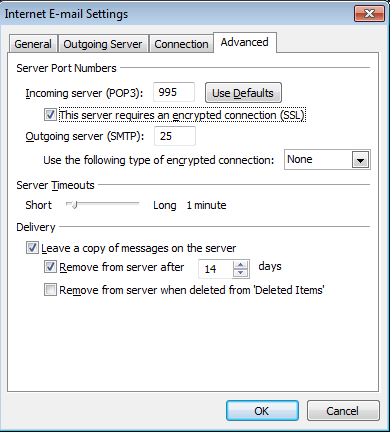 Internet E-mail Settings
General
Outgoing Server
Connection
Advanced
Server Port Numbers
Incoming server (POP3): 995 Use Defaults
This server requires an encrypted connection (SSL)
Outgoing server (SMTP): 25
Use the following type of encrypted connection: None
Server Timeouts
Short Long 1 minute
Delivery
Leave a copy of messages on the server
Remove from server after 14 days
Remove from server when deleted from 'Deleted Items'
OK Cancel